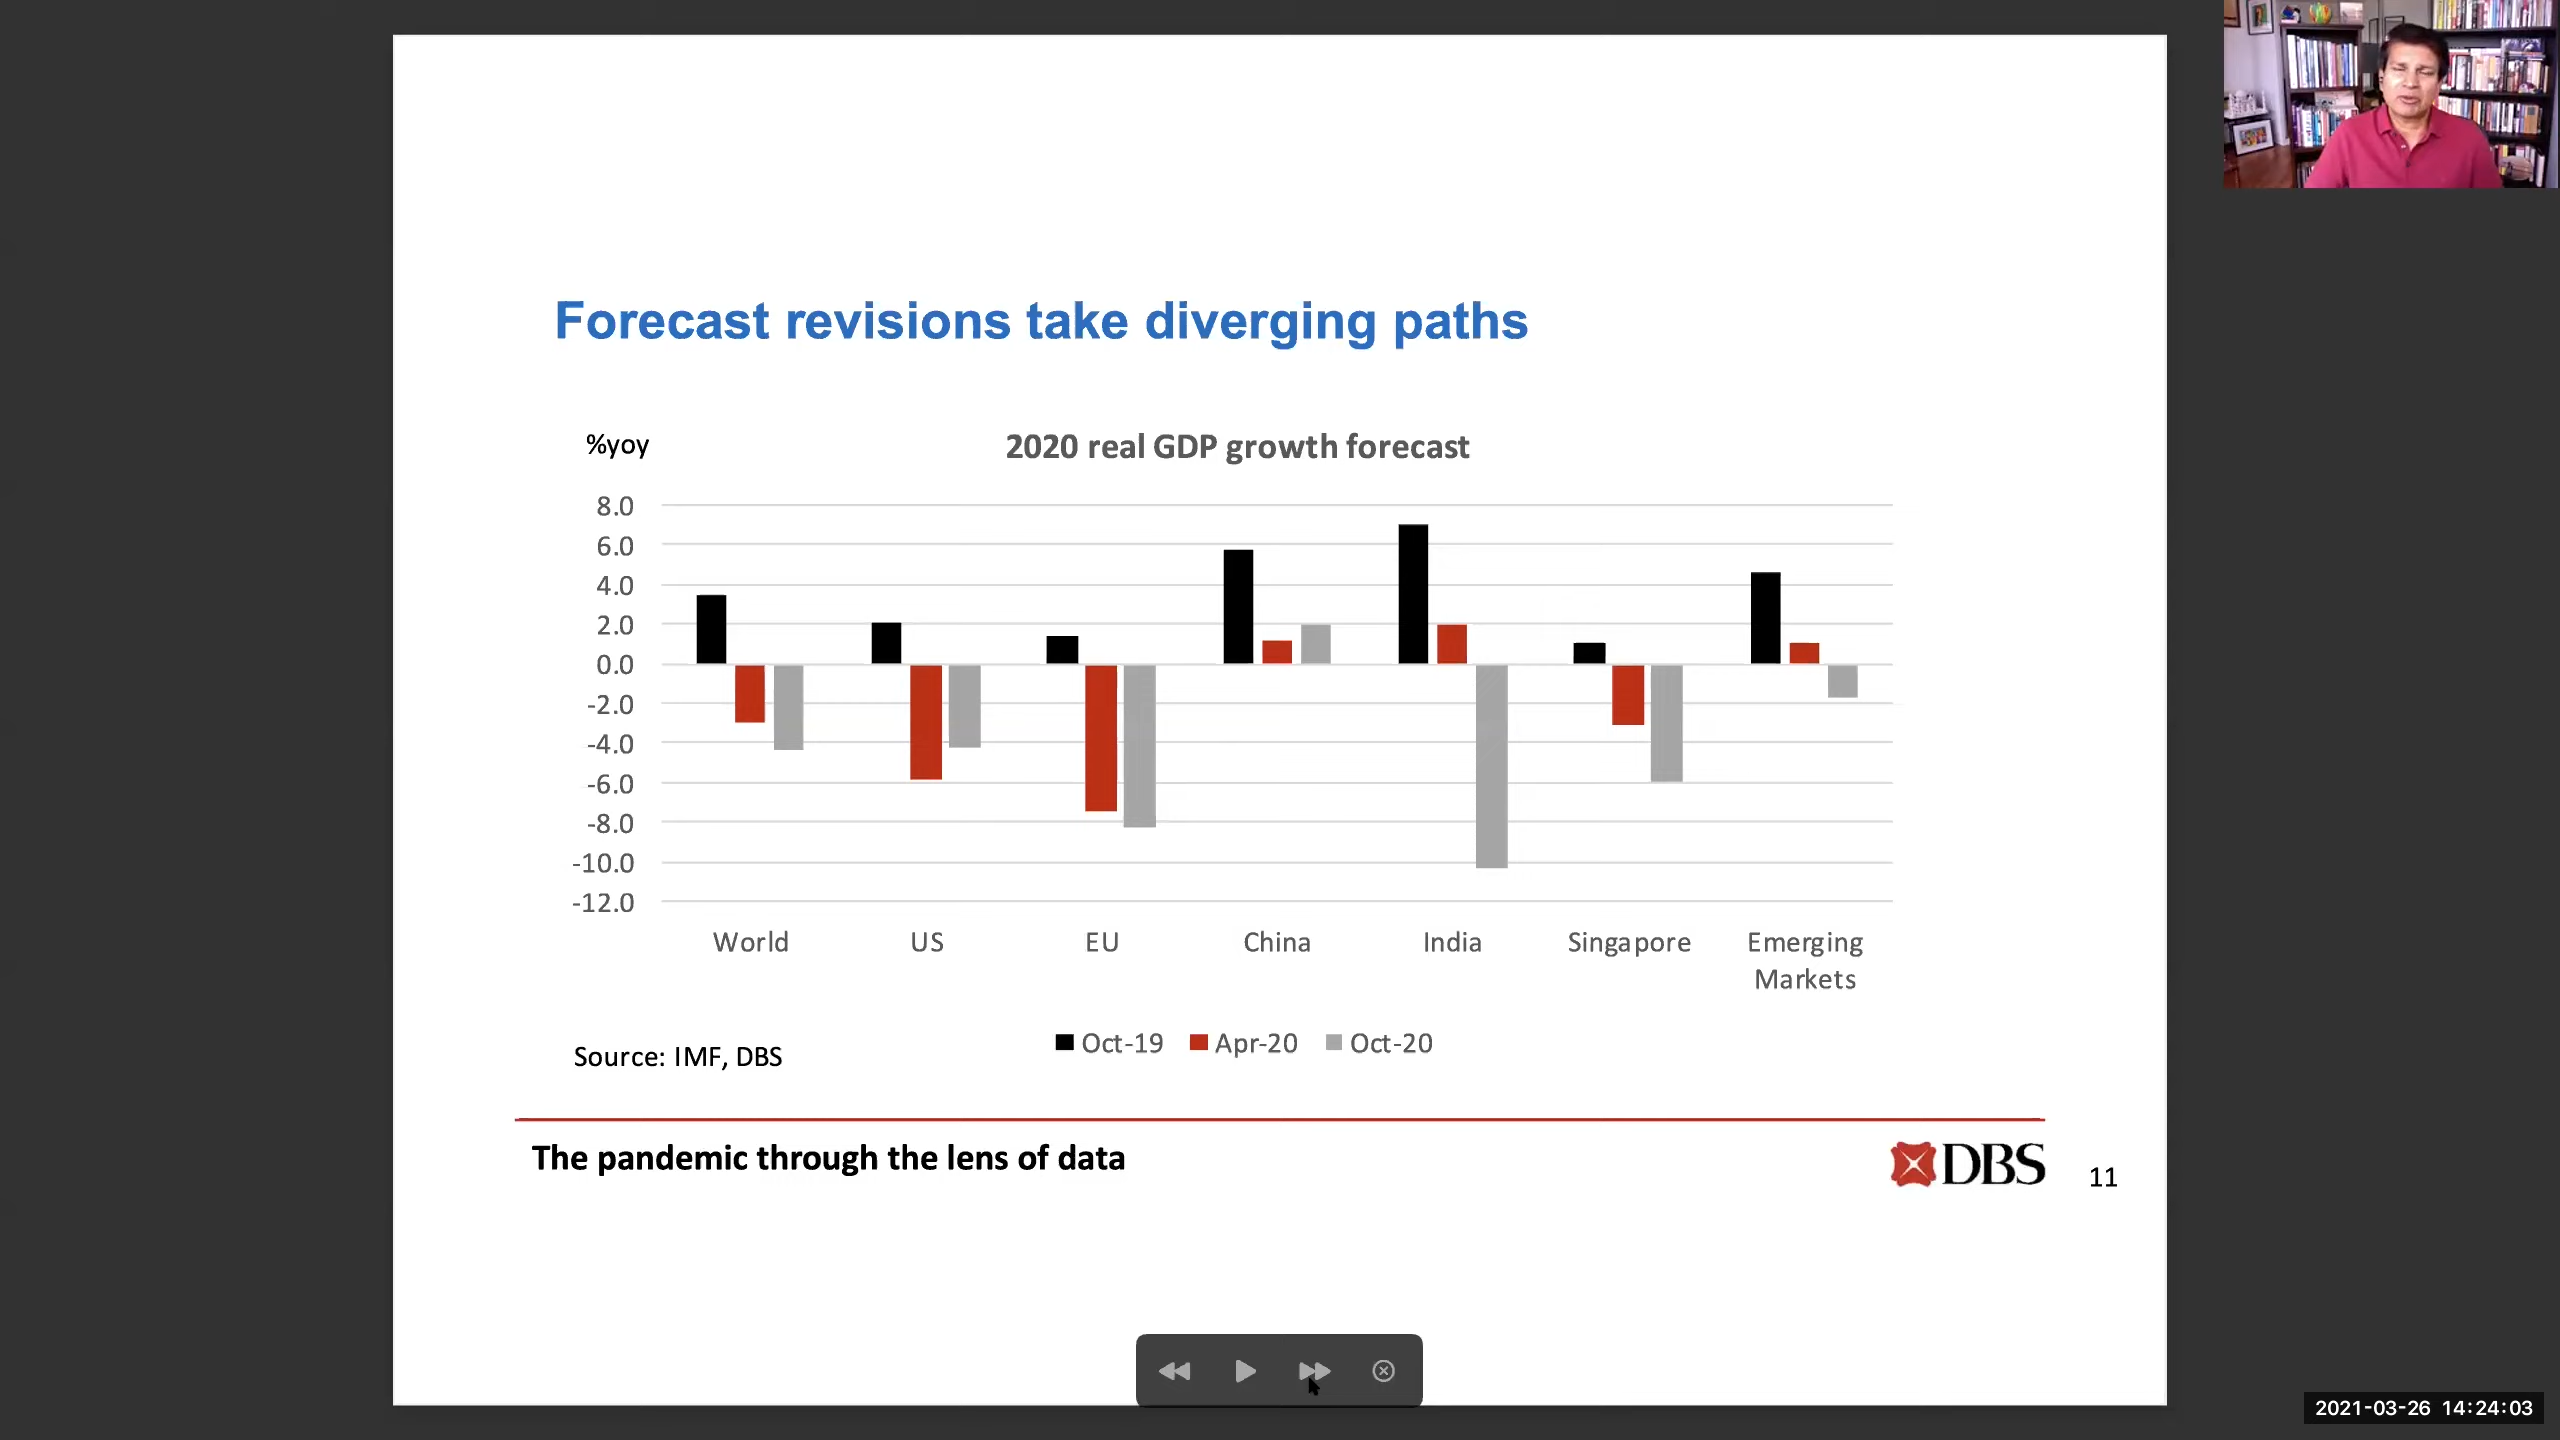 Forecast revisions take diverging paths
%yoy
2020 real GDP growth forecast
8.0
6.0
4.0
2.0
0.0
-2.0
-4.0
-6.0
-8.0
-10.0
-12.0
World US EU China India Singapore Emerging
Markets
Oct-19 Apr-20 Oct-20
Source: IMF, DBS
The pandemic through the lens of data
DBS
11
2021-03-26 14:24:03